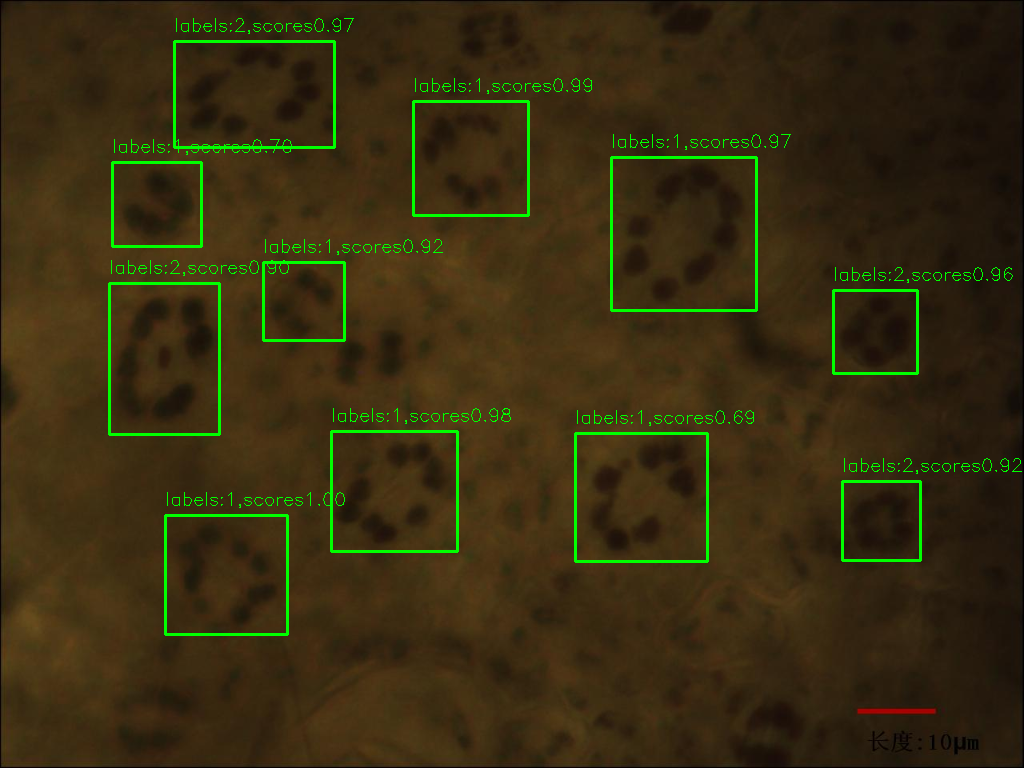 labels:2,scores0.97
labels:1,scores0.99
labels:1,scores0.97
labels:1,scores0.70
labels:1,scores0.92
labels:2,scores0.90
labels:2,scores0.96
labels:1,scores0.98
labels:1,scores0.69
labels:2,scores0.92
labels:1,scores1.00
长度:10μm